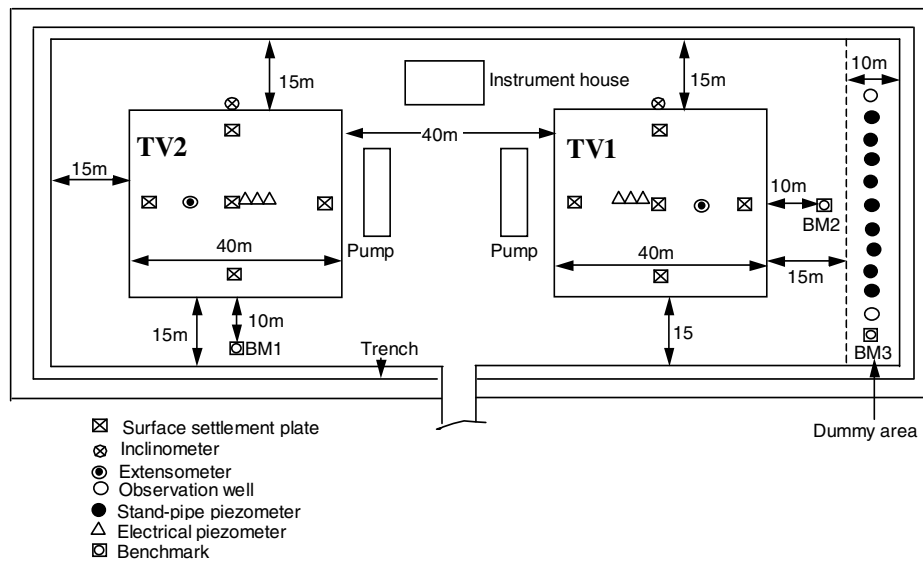 10m
15m
Instrument house
15m
TV2
40m
TV1
15m
10m
BM2
Pump
Pump
40m
40m
15m
15m
10m
15
BM1
Trench
BM3
Dummy area
Surface settlement plate
Inclinometer
Extensometer
Observation well
Stand-pipe piezometer
Electrical piezometer
Benchmark